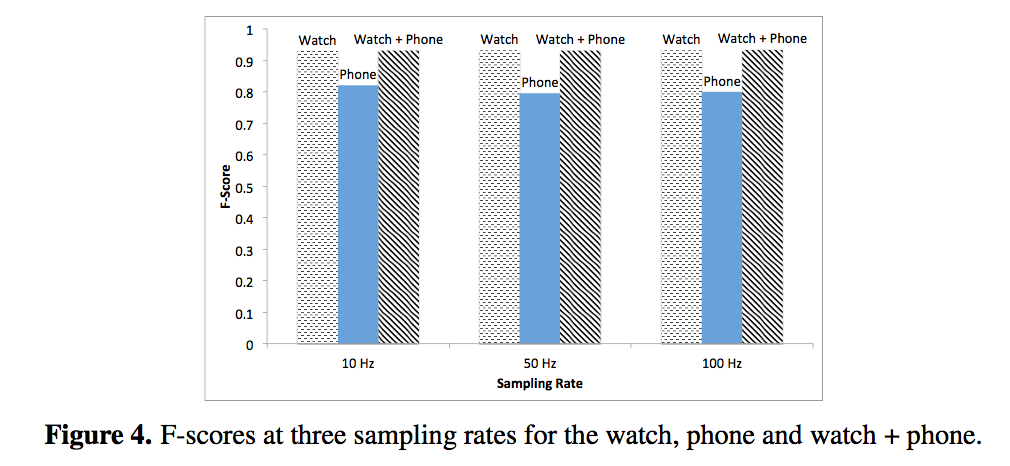 1
0.9
0.8
0.7
0.6
0.5
0.4
0.3
0.2
0.1
0
F-Score
Watch Watch + Phone Watch Watch + Phone Watch Watch + Phone
Phone Phone Phone
10 Hz 50 Hz 100 Hz
Sampling Rate
Figure 4. F-scores at three sampling rates for the watch, phone and watch + phone.